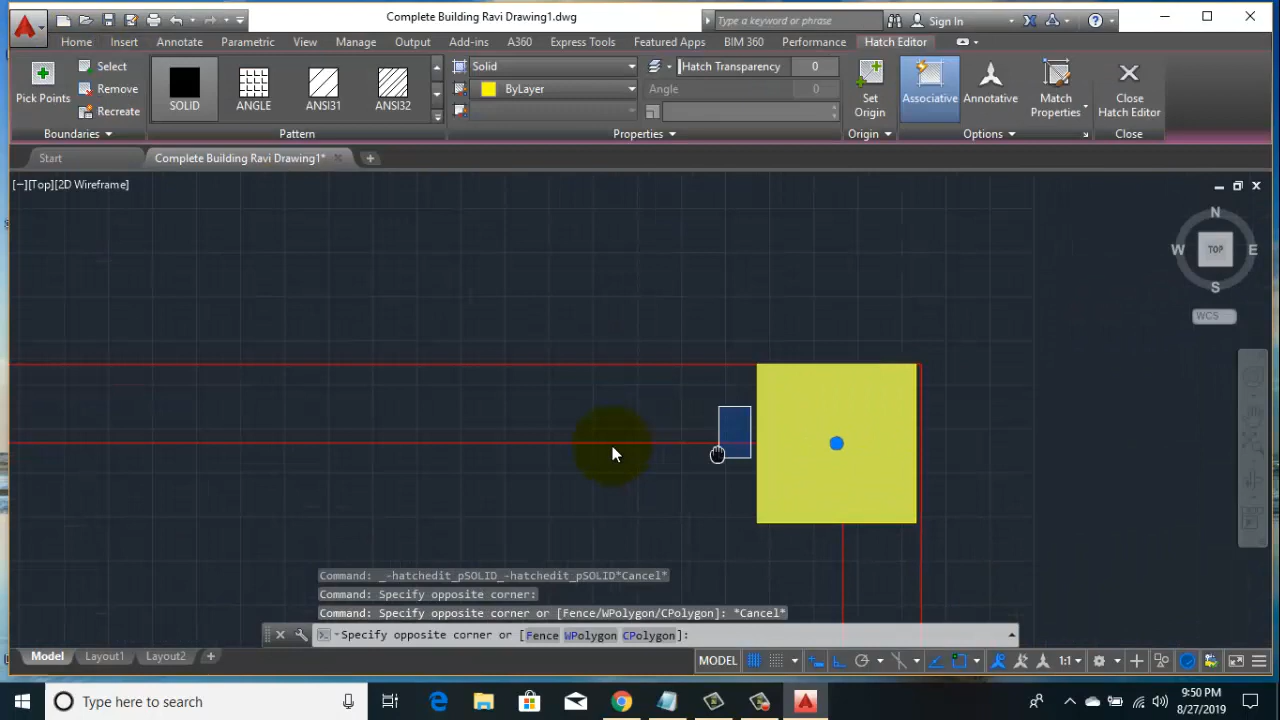 Complete Building Ravi Drawing1.dwg
Type a keyword or phrase
Sign In
Home Insert Annotate Parametric View Manage Output Add-ins A360 Express Tools Featured Apps BIM 360 Performance Hatch Editor
Pick Points
Select
Remove
Recreate
Boundaries
SOLID
ANGLE
ANSI31
ANSI32
Pattern
Solid
ByLayer
Hatch Transparency 0
Angle 0
Properties
Set Origin
Origin
Associative
Annotative
Match Properties
Options
Close Hatch Editor
Close
Start
Complete Building Ravi Drawing1*
[−][Top][2D Wireframe]
N
W TOP E
S
WCS
Command: _-hatchedit_pSOLID_-hatchedit_pSOLID*Cancel*
Command: Specify opposite corner:
Command: Specify opposite corner or [Fence/WPolygon/CPolygon]: *Cancel*
Specify opposite corner or [Fence WPolygon CPolygon]:
Model Layout1 Layout2
MODEL
1:1
Type here to search
9:50 PM
8/27/2019